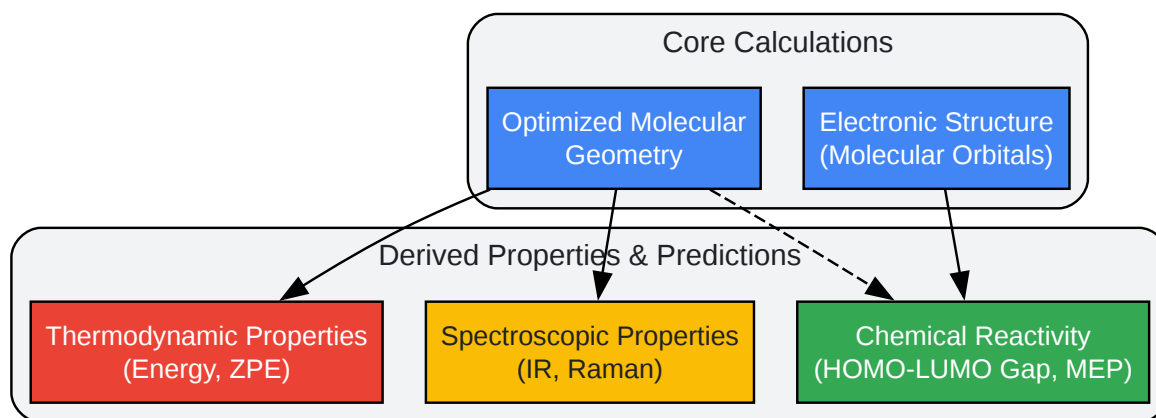 Core Calculations
Optimized Molecular
Geometry
Electronic Structure
(Molecular Orbitals)
Derived Properties & Predictions
Thermodynamic Properties
(Energy, ZPE)
Spectroscopic Properties
(IR, Raman)
Chemical Reactivity
(HOMO-LUMO Gap, MEP)